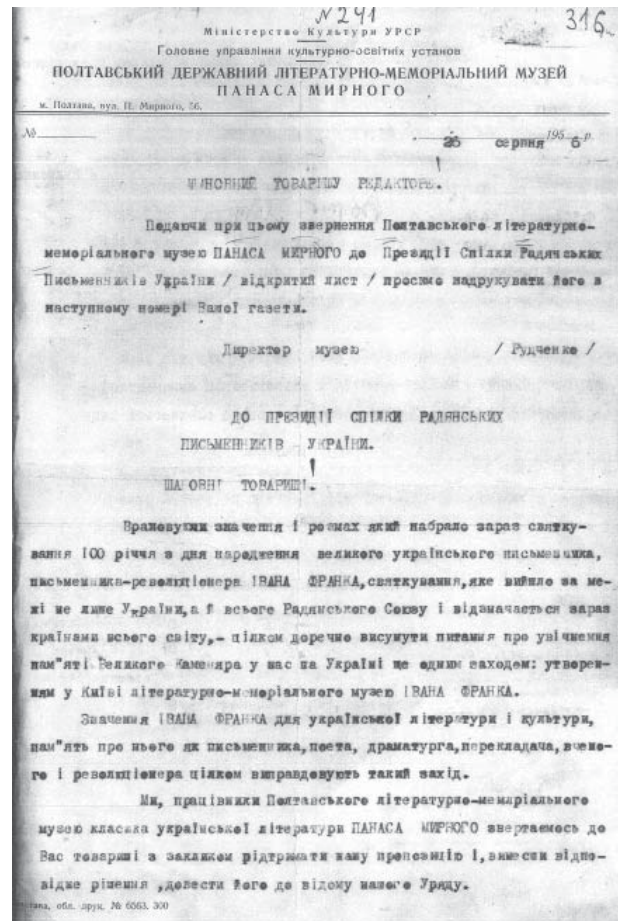 № 241
316
Міністерство Культури УРСР
Головне управління культурно-освітніх установ
ПОЛТАВСЬКИЙ ДЕРЖАВНИЙ ЛІТЕРАТУРНО-МЕМОРІАЛЬНИЙ МУЗЕЙ
ПАНАСА МИРНОГО
м. Полтава, вул. П. Мирного, 56.
№
26 серпня 1956 р.
ШАНОВНИЙ ТОВАРИШУ РЕДАКТОРЕ.
Подаючи при цьому звернення Полтавського літературно-
меморіального музею ПАНАСА МИРНОГО до Президії Спілки Радянських
Письменників України / відкритий лист / просимо надрукувати його в
наступному номері Вашої газети.
Директор музею / Рудченко /
ДО ПРЕЗИДІЇ СПІЛКИ РАДЯНСЬКИХ
ПИСЬМЕННИКІВ УКРАЇНИ.
ШАНОВНІ ТОВАРИШІ.
Враховуючи значення і розмах який набрало зараз святку-
вання 100 річчя з дня народження великого українського письменника,
письменника-революціонера ІВАНА ФРАНКА, святкування, яке вийшло за ме-
жі не лише України, а й всього Радянського Союзу і відзначається зараз
країнами всього світу,- цілком доречно висунути питання про увічнення
пам"яті Великого Каменяра у нас на Україні ще одним заходом: утворен-
ням у Києві літературно-меморіального музею ІВАНА ФРАНКА.
Значення ІВАНА ФРАНКА для української літератури і культури,
пам"ять про нього як письменника, поета, драматурга, перекладача, вчено-
го і революціонера цілком виправдовують такий захід.
Ми, працівники Полтавського літературно-меморіального
музею класика української літератури ПАНАСА МИРНОГО звертаємось до
Вас товариші з закликом підтримати нашу пропозицію і, винести відпо-
відне рішення ,довести його до відому нашого Уряду.
обл. друк. № 6563. 300